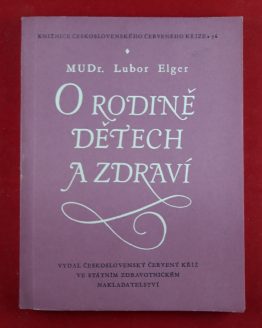 KNIŽNICE ČESKOSLOVENSKÉHO ČERVENÉHO KŘÍŽE
MUDr. Lubor Elger
O RODINĚ
DĚTECH
A ZDRAVÍ
VYDAL ČESKOSLOVENSKÝ ČERVENÝ KŘÍŽ
VE STÁTNÍM ZDRAVOTNICKÉM
NAKLADATELSTVÍ